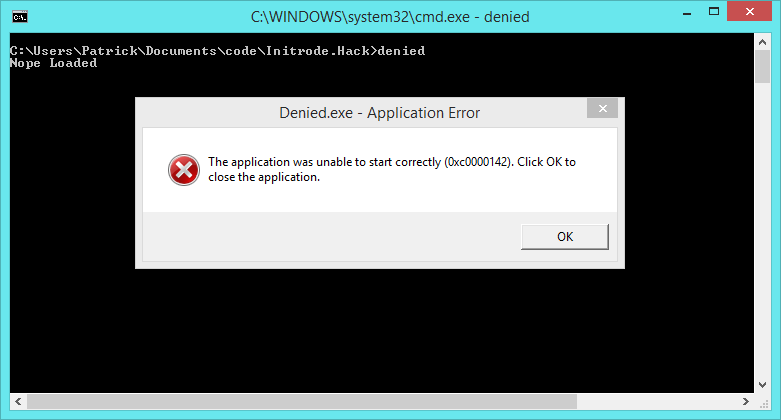 C:\WINDOWS\system32\cmd.exe - denied
C:\Users\Patrick\Documents\code\Initrode.Hack>denied
Nope Loaded
Denied.exe - Application Error
The application was unable to start correctly (0xc0000142). Click OK to
close the application.
OK